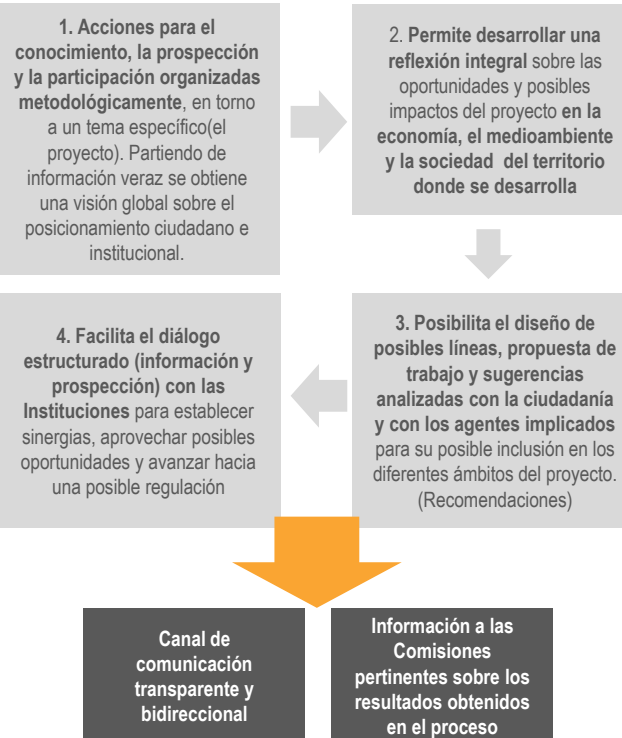 1. Acciones para el
conocimiento, la prospección
y la participación organizadas
metodológicamente, en torno
a un tema específico(el
proyecto). Partiendo de
información veraz se obtiene
una visión global sobre el
posicionamiento ciudadano e
institucional.
2. Permite desarrollar una
reflexión integral sobre las
oportunidades y posibles
impactos del proyecto en la
economía, el medioambiente
y la sociedad del territorio
donde se desarrolla
3. Posibilita el diseño de
posibles líneas, propuesta de
trabajo y sugerencias
analizadas con la ciudadanía
y con los agentes implicados
para su posible inclusión en los
diferentes ámbitos del proyecto.
(Recomendaciones)
4. Facilita el diálogo
estructurado (información y
prospección) con las
Instituciones para establecer
sinergias, aprovechar posibles
oportunidades y avanzar hacia
una posible regulación
Canal de
comunicación
transparente y
bidireccional
Información a las
Comisiones
pertinentes sobre los
resultados obtenidos
en el proceso